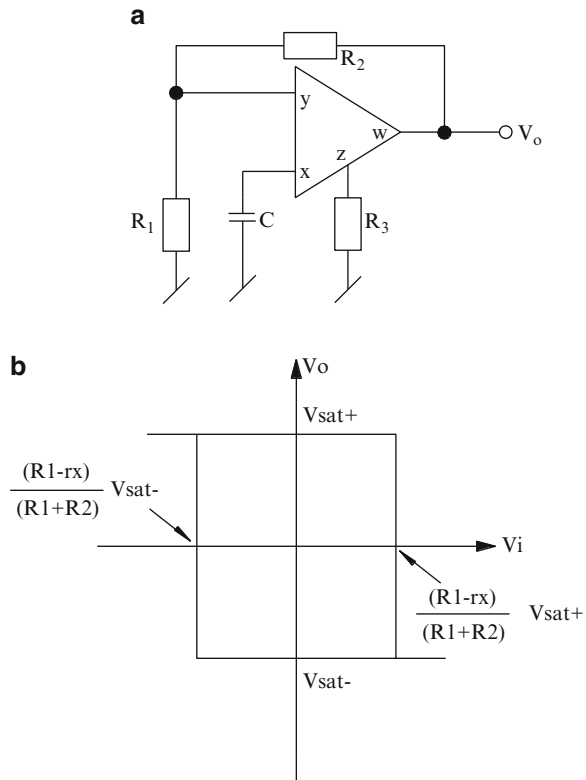 a
R2
y
w
Vo
z
x
R1
C
R3
b
Vo
Vsat+
(R1-rx)
(R1+R2)
Vsat-
Vi
(R1-rx)
(R1+R2)
Vsat+
Vsat-